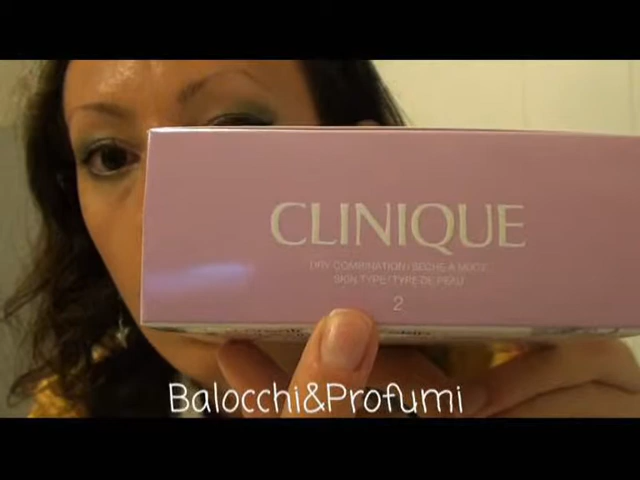 CLINIQUE
DRY COMBINATION / SÈCHE À MIXTE
SKIN TYPE / TYPE DE PEAU
2
Balocchi&Profumi